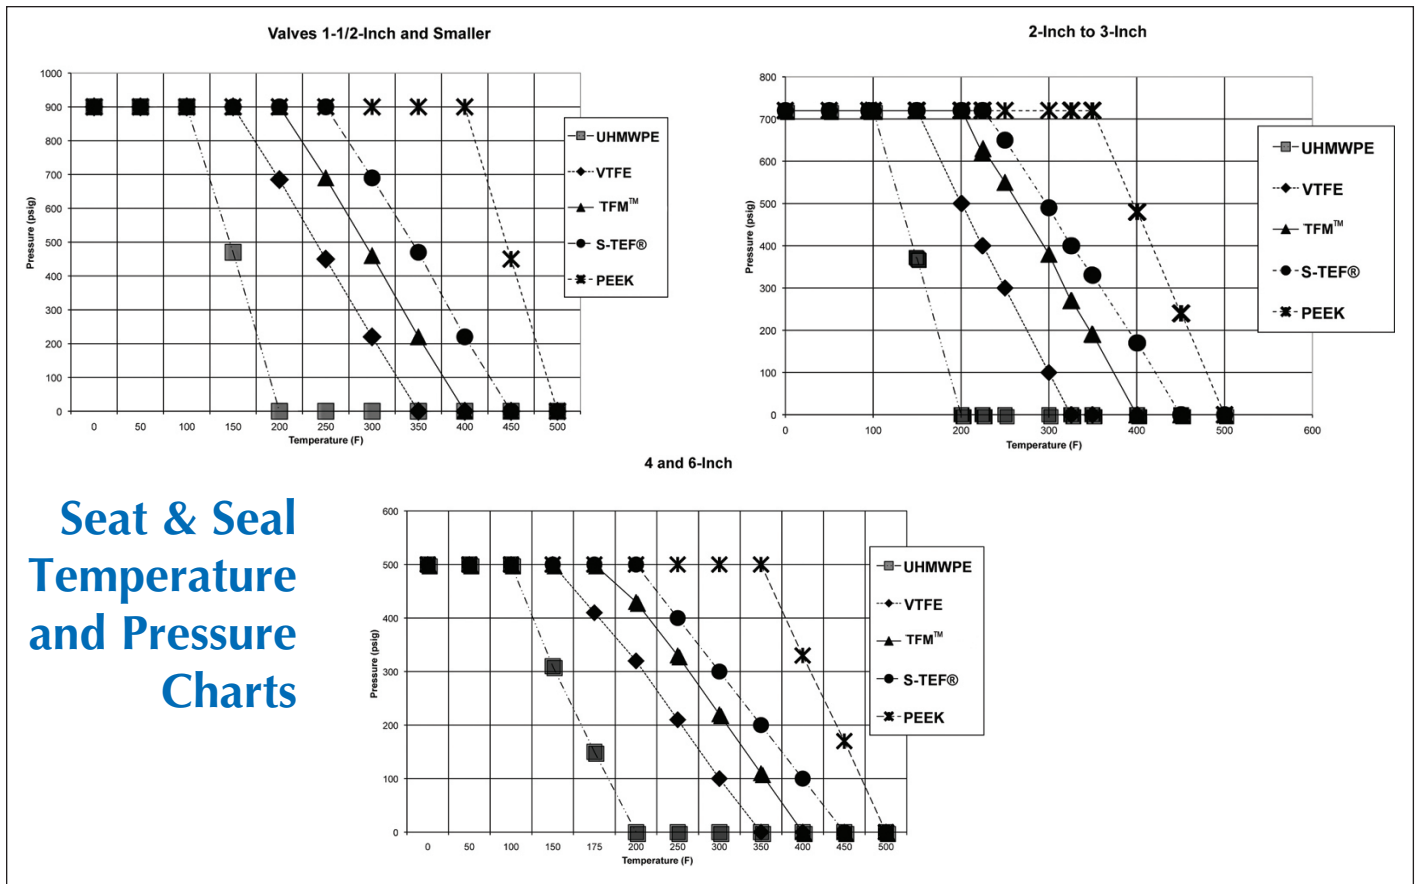 Valves 1-1/2-Inch and Smaller
1000
900
800
700
600
500
400
300
200
100
0
Pressure (psig)
0 50 100 150 200 250 300 350 400 450 500
Temperature (F)
UHMWPE
VTFE
TFM™
S-TEF®
PEEK
2-Inch to 3-Inch
800
700
600
500
400
300
200
100
0
Pressure (psig)
0 100 200 300 400 500 600
Temperature (F)
UHMWPE
VTFE
TFM™
S-TEF®
PEEK
Seat & Seal
Temperature
and Pressure
Charts
4 and 6-Inch
600
500
400
300
200
100
0
Pressure (psig)
0 50 100 150 175 200 250 300 350 400 450 500
Temperature (F)
UHMWPE
VTFE
TFM™
S-TEF®
PEEK